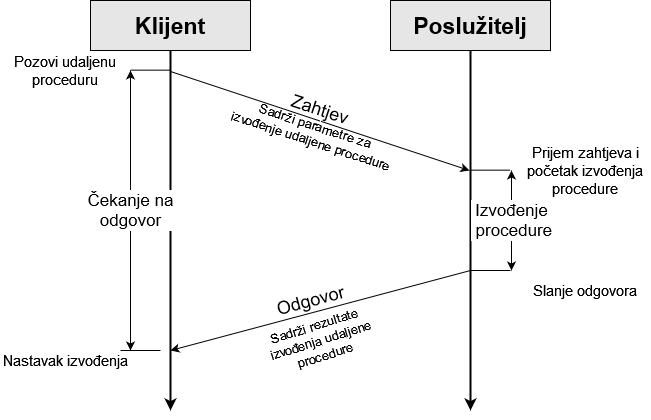 Klijent
Poslužitelj
Pozovi udaljenu
proceduru
Zahtjev
Sadrži parametre za
izvođenje udaljene procedure
Prijem zahtjeva i
početak izvođenja
procedure
Čekanje na
odgovor
Izvođenje
procedure
Slanje odgovora
Odgovor
Sadrži rezultate
izvođenja udaljene
procedure
Nastavak izvođenja